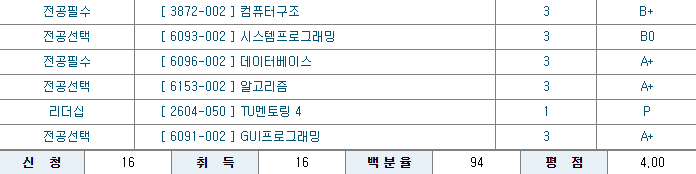 전공필수 [ 3872-002 ] 컴퓨터구조 3 B+
전공선택 [ 6093-002 ] 시스템프로그래밍 3 B0
전공필수 [ 6096-002 ] 데이터베이스 3 A+
전공선택 [ 6153-002 ] 알고리즘 3 A+
리더십 [ 2604-050 ] TU멘토링 4 1 P
전공선택 [ 6091-002 ] GUI프로그래밍 3 A+
신 청 16 취 득 16 백분율 94 평 점 4.00